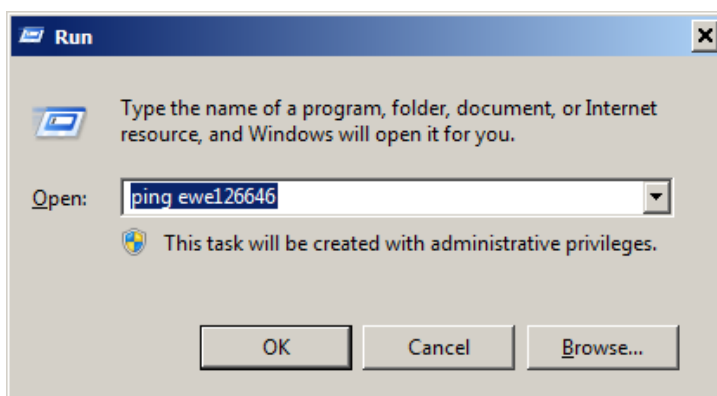 Run
Type the name of a program, folder, document, or Internet
resource, and Windows will open it for you.
Open: ping ewe126646
This task will be created with administrative privileges.
OK Cancel Browse...